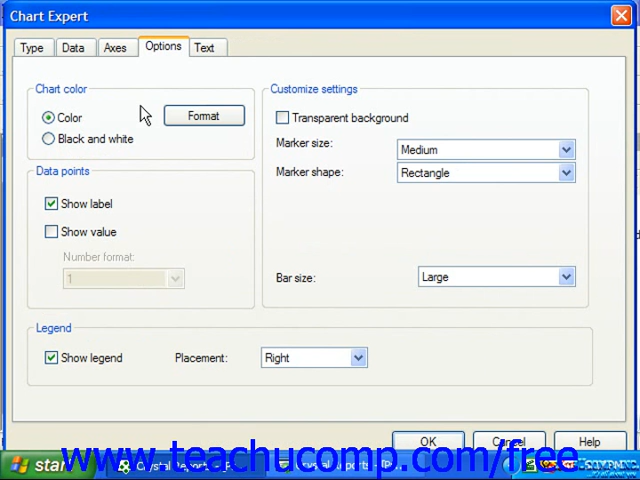 Chart Expert
Type Data Axes Options Text
Chart color
Color
Format
Black and white
Customize settings
Transparent background
Marker size: Medium
Marker shape: Rectangle
Bar size: Large
Data points
Show label
Show value
Number format:
1
Legend
Show legend Placement: Right
OK Cancel Help
start
www.teachucomp.com/free